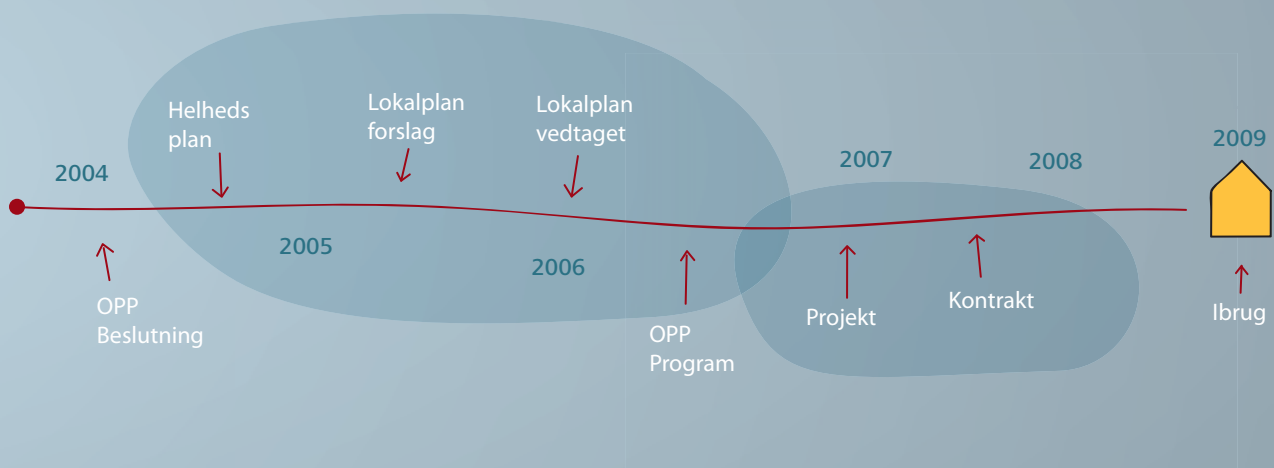 2004
OPP
Beslutning
Helheds
plan
2005
Lokalplan
forslag
Lokalplan
vedtaget
2006
OPP
Program
2007
Projekt
Kontrakt
2008
2009
Ibrug